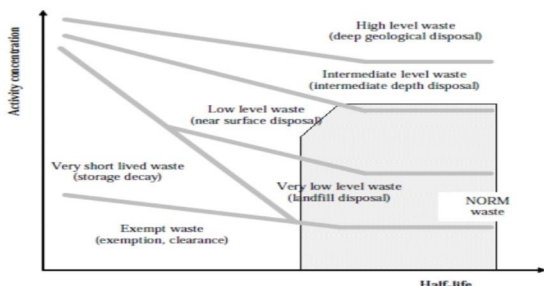 High level waste
(deep geological disposal)
Activity concentration
Intermediate level waste
(intermediate depth disposal)
Low level waste
(near surface disposal)
Very short lived waste
(storage decay)
Very low level waste
(landfill disposal)
NORM
waste
Exempt waste
(exemption, clearance)
Half-life